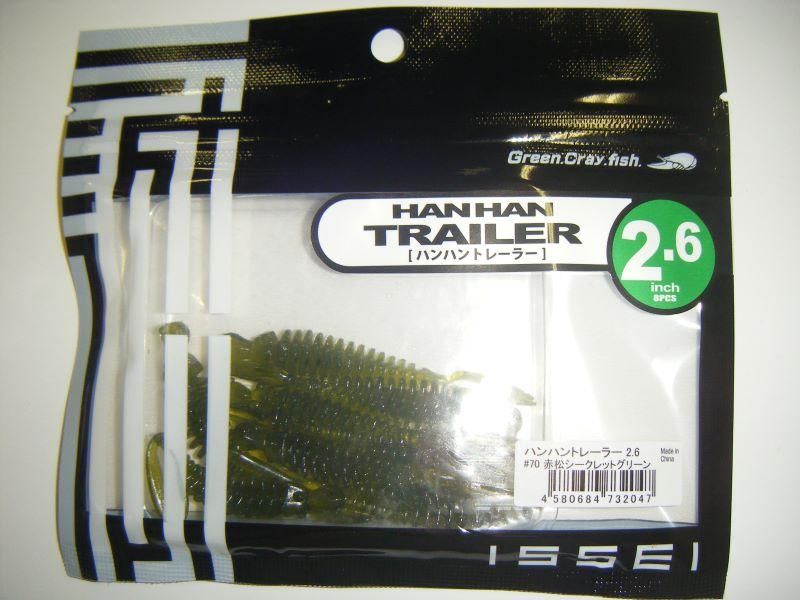 Green.Cray.fish.
HANHAN
TRAILER
[ハンハントレーラー]
2.6
inch
8PCS
ハンハントレーラー 2.6
#70 赤松シークレットグリーン
Made in
China
4 580684 732047
ISSEI